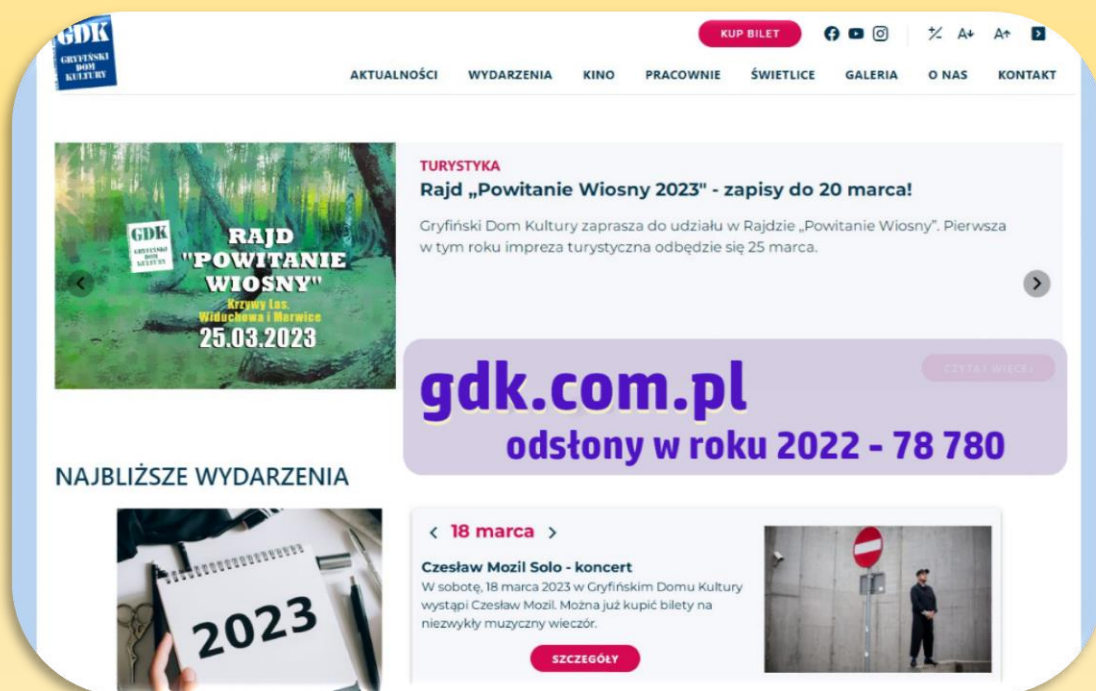 GDK
GRYFIŃSKI
DOM
KULTURY
KUP BILET
A
A
AKTUALNOŚCI WYDARZENIA KINO PRACOWNIE ŚWIETLICE GALERIA O NAS KONTAKT
GDK
GRYFIŃSKI
DOM
KULTURY
RAJD
"POWITANIE
WIOSNY"
Krzywy Las,
Widuchowa i Marwice
25.03.2023
TURYSTYKA
Rajd „Powitanie Wiosny 2023" - zapisy do 20 marca!
Gryfiński Dom Kultury zaprasza do udziału w Rajdzie „Powitanie Wiosny”. Pierwsza
w tym roku impreza turystyczna odbędzie się 25 marca.
CZYTAJ WIĘCEJ
gdk.com.pl
odsłony w roku 2022 - 78 780
NAJBLIŻSZE WYDARZENIA
2023
< 18 marca >
Czesław Mozil Solo - koncert
W sobotę, 18 marca 2023 w Gryfińskim Domu Kultury
wystąpi Czesław Mozil. Można już kupić bilety na
niezwykły muzyczny wieczór.
SZCZEGÓŁY